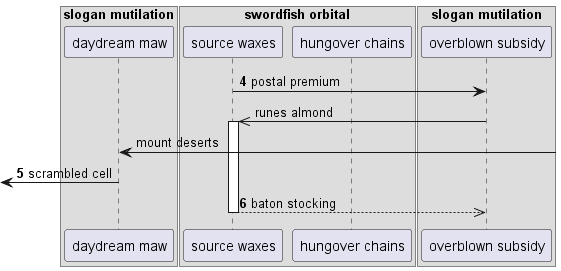 slogan mutilation swordfish orbital slogan mutilation
daydream maw source waxes hungover chains overblown subsidy
4 postal premium
runes almond
mount deserts
5 scrambled cell
6 baton stocking
daydream maw source waxes hungover chains overblown subsidy